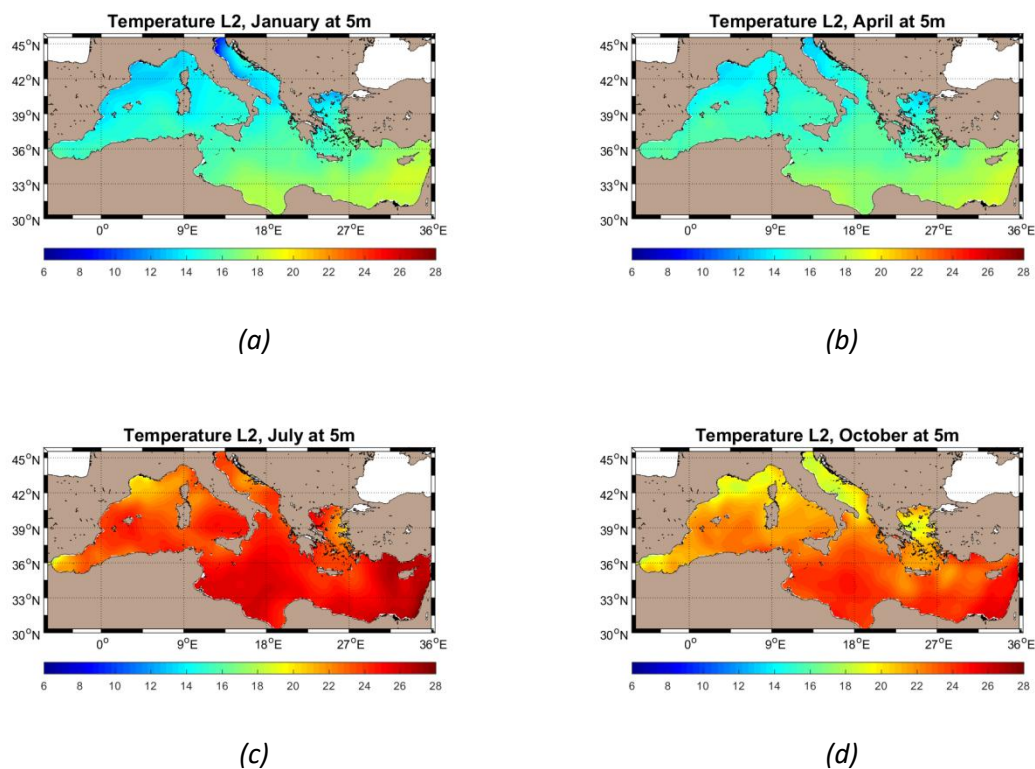 Temperature L2, January at 5m
45°N
42°N
39°N
36°N
33°N
30°N
0° 9°E 18°E 27°E 36°E
6 8 10 12 14 16 18 20 22 24 26 28
(a)
Temperature L2, April at 5m
45°N
42°N
39°N
36°N
33°N
30°N
0° 9°E 18°E 27°E 36°E
6 8 10 12 14 16 18 20 22 24 26 28
(b)
Temperature L2, July at 5m
45°N
42°N
39°N
36°N
33°N
30°N
0° 9°E 18°E 27°E 36°E
6 8 10 12 14 16 18 20 22 24 26 28
(c)
Temperature L2, October at 5m
45°N
42°N
39°N
36°N
33°N
30°N
0° 9°E 18°E 27°E 36°E
6 8 10 12 14 16 18 20 22 24 26 28
(d)